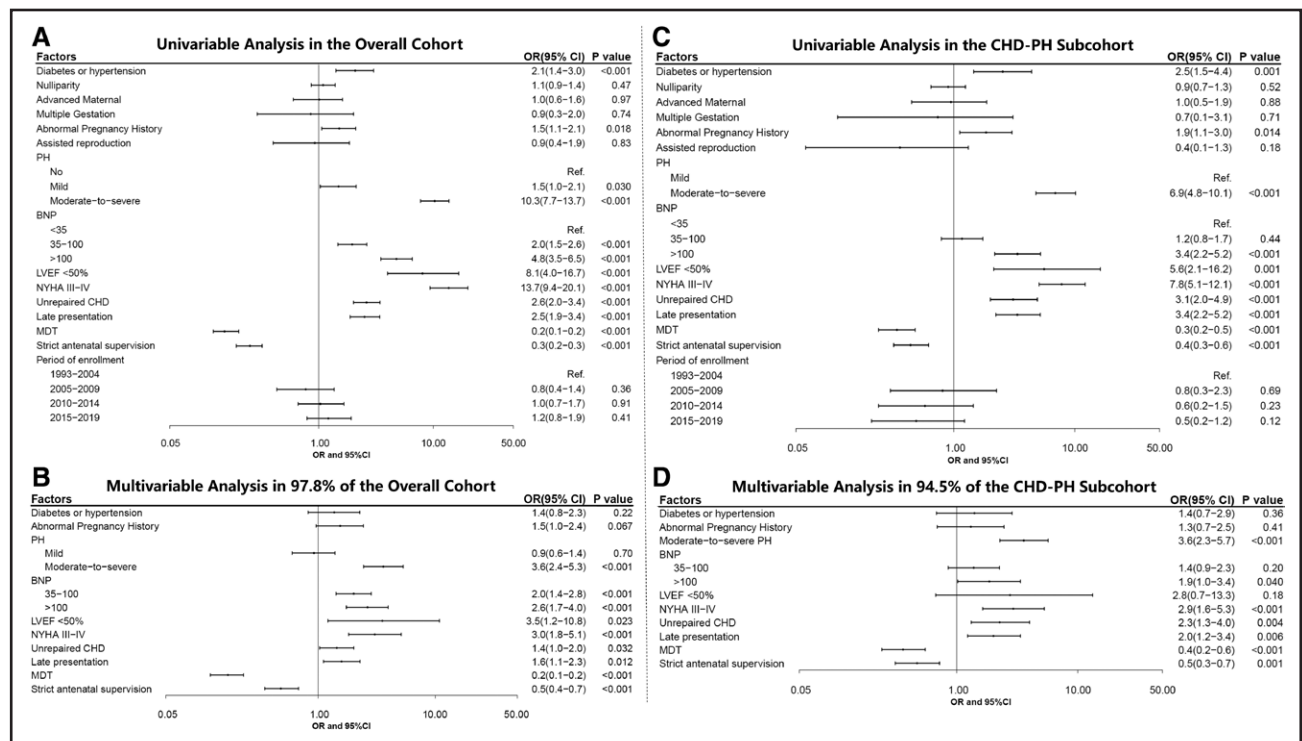 A
Univariable Analysis in the Overall Cohort
Factors OR(95% CI) P value
Diabetes or hypertension 2.1(1.4−3.0) <0.001
Nulliparity 1.1(0.9−1.4) 0.47
Advanced Maternal 1.0(0.6−1.6) 0.97
Multiple Gestation 0.9(0.3−2.0) 0.74
Abnormal Pregnancy History 1.5(1.1−2.1) 0.018
Assisted reproduction 0.9(0.4−1.9) 0.83
PH
No Ref.
Mild 1.5(1.0−2.1) 0.030
Moderate−to−severe 10.3(7.7−13.7) <0.001
BNP
<35 Ref.
35−100 2.0(1.5−2.6) <0.001
>100 4.8(3.5−6.5) <0.001
LVEF <50% 8.1(4.0−16.7) <0.001
NYHA III−IV 13.7(9.4−20.1) <0.001
Unrepaired CHD 2.6(2.0−3.4) <0.001
Late presentation 2.5(1.9−3.4) <0.001
MDT 0.2(0.1−0.2) <0.001
Strict antenatal supervision 0.3(0.2−0.3) <0.001
Period of enrollment
1993−2004 Ref.
2005−2009 0.8(0.4−1.4) 0.36
2010−2014 1.0(0.7−1.7) 0.91
2015−2019 1.2(0.8−1.9) 0.41
0.05 1.00 10.00 50.00
OR and 95%CI
B
Multivariable Analysis in 97.8% of the Overall Cohort
Factors OR(95% CI) P value
Diabetes or hypertension 1.4(0.8−2.3) 0.22
Abnormal Pregnancy History 1.5(1.0−2.4) 0.067
PH
Mild 0.9(0.6−1.4) 0.70
Moderate−to−severe 3.6(2.4−5.3) <0.001
BNP
35−100 2.0(1.4−2.8) <0.001
>100 2.6(1.7−4.0) <0.001
LVEF <50% 3.5(1.2−10.8) 0.023
NYHA III−IV 3.0(1.8−5.1) <0.001
Unrepaired CHD 1.4(1.0−2.0) 0.032
Late presentation 1.6(1.1−2.3) 0.012
MDT 0.2(0.1−0.2) <0.001
Strict antenatal supervision 0.5(0.4−0.7) <0.001
0.05 1.00 10.00 50.00
OR and 95%CI
C
Univariable Analysis in the CHD-PH Subcohort
Factors OR(95% CI) P value
Diabetes or hypertension 2.5(1.5−4.4) 0.001
Nulliparity 0.9(0.7−1.3) 0.52
Advanced Maternal 1.0(0.5−1.9) 0.88
Multiple Gestation 0.7(0.1−3.1) 0.71
Abnormal Pregnancy History 1.9(1.1−3.0) 0.014
Assisted reproduction 0.4(0.1−1.3) 0.18
PH
Mild Ref.
Moderate−to−severe 6.9(4.8−10.1) <0.001
BNP
<35 Ref.
35−100 1.2(0.8−1.7) 0.44
>100 3.4(2.2−5.2) <0.001
LVEF <50% 5.6(2.1−16.2) 0.001
NYHA III−IV 7.8(5.1−12.1) <0.001
Unrepaired CHD 3.1(2.0−4.9) <0.001
Late presentation 3.4(2.2−5.2) <0.001
MDT 0.3(0.2−0.5) <0.001
Strict antenatal supervision 0.4(0.3−0.6) <0.001
Period of enrollment
1993−2004 Ref.
2005−2009 0.8(0.3−2.3) 0.69
2010−2014 0.6(0.2−1.5) 0.23
2015−2019 0.5(0.2−1.2) 0.12
0.05 1.00 10.00 50.00
OR and 95%CI
D
Multivariable Analysis in 94.5% of the CHD-PH Subcohort
Factors OR(95% CI) P value
Diabetes or hypertension 1.4(0.7−2.9) 0.36
Abnormal Pregnancy History 1.3(0.7−2.5) 0.41
Moderate−to−severe PH 3.6(2.3−5.7) <0.001
BNP
35−100 1.4(0.9−2.3) 0.20
>100 1.9(1.0−3.4) 0.040
LVEF <50% 2.8(0.7−13.3) 0.18
NYHA III−IV 2.9(1.6−5.3) <0.001
Unrepaired CHD 2.3(1.3−4.0) 0.004
Late presentation 2.0(1.2−3.4) 0.006
MDT 0.4(0.2−0.6) <0.001
Strict antenatal supervision 0.5(0.3−0.7) 0.001
0.05 1.00 10.00 50.00
OR and 95%CI